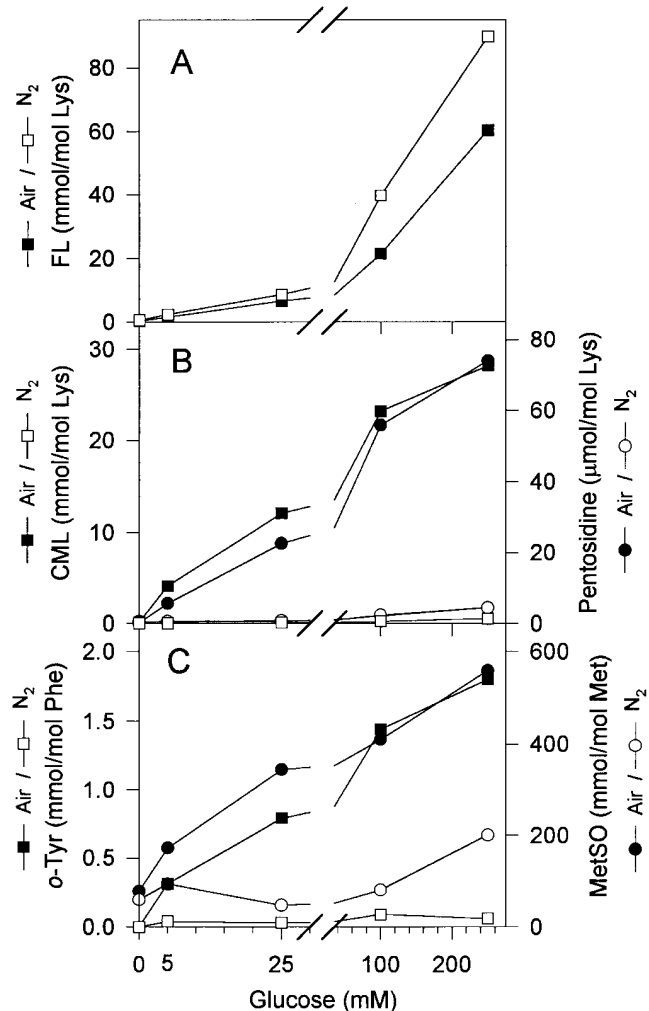 A
80
60
40
20
0
FL (mmol/mol Lys)
Air / N₂
B
30
20
10
0
CML (mmol/mol Lys)
Air / N₂
80
60
40
20
0
Pentosidine (μmol/mol Lys)
Air / N₂
C
2.0
1.5
1.0
0.5
0.0
o-Tyr (mmol/mol Phe)
Air / N₂
600
400
200
0
MetSO (mmol/mol Met)
Air / N₂
0 5 25 100 200
Glucose (mM)